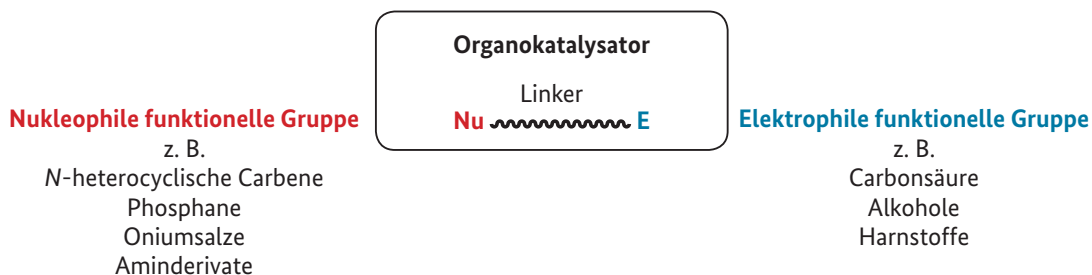 Organokatalysator
Linker
Nu E
Nukleophile funktionelle Gruppe
z. B.
N-heterocyclische Carbene
Phosphane
Oniumsalze
Aminderivate
Elektrophile funktionelle Gruppe
z. B.
Carbonsäure
Alkohole
Harnstoffe